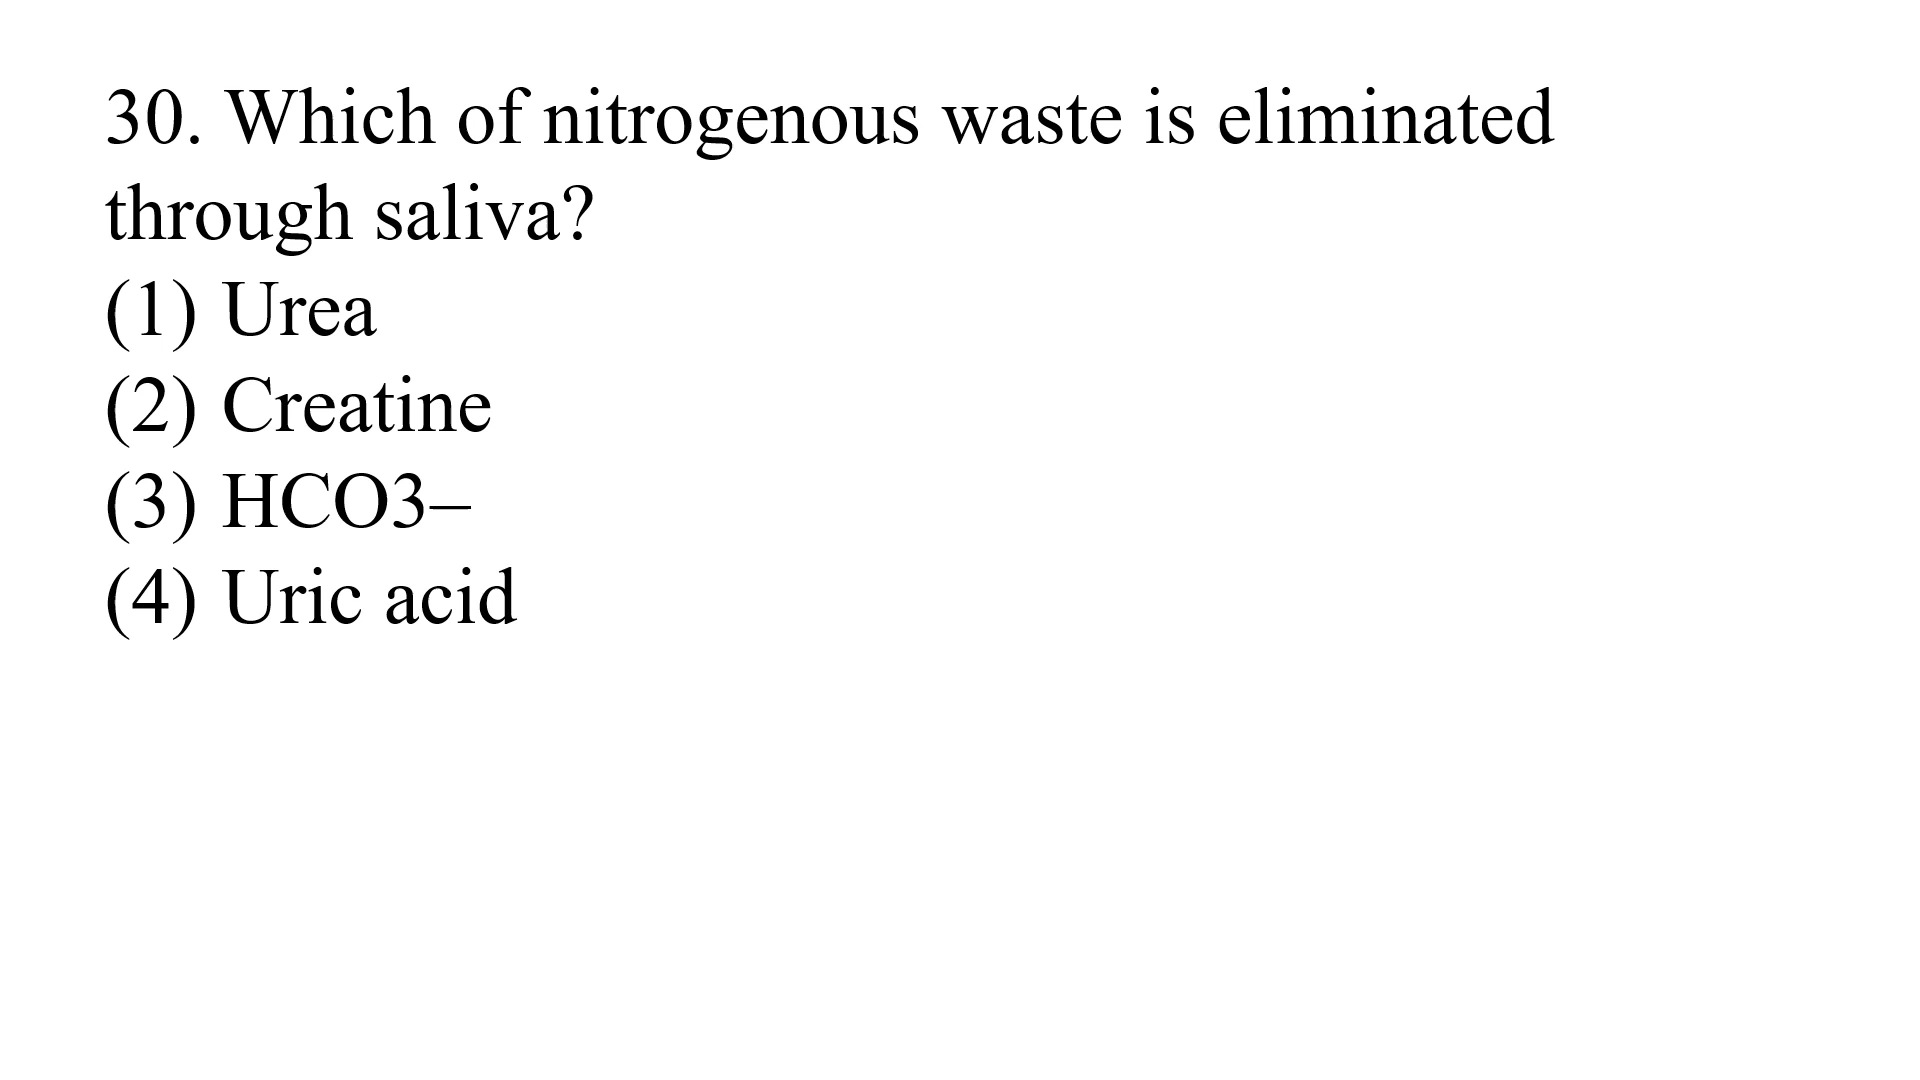 30. Which of nitrogenous waste is eliminated
through saliva?
(1) Urea
(2) Creatine
(3) HCO3–
(4) Uric acid